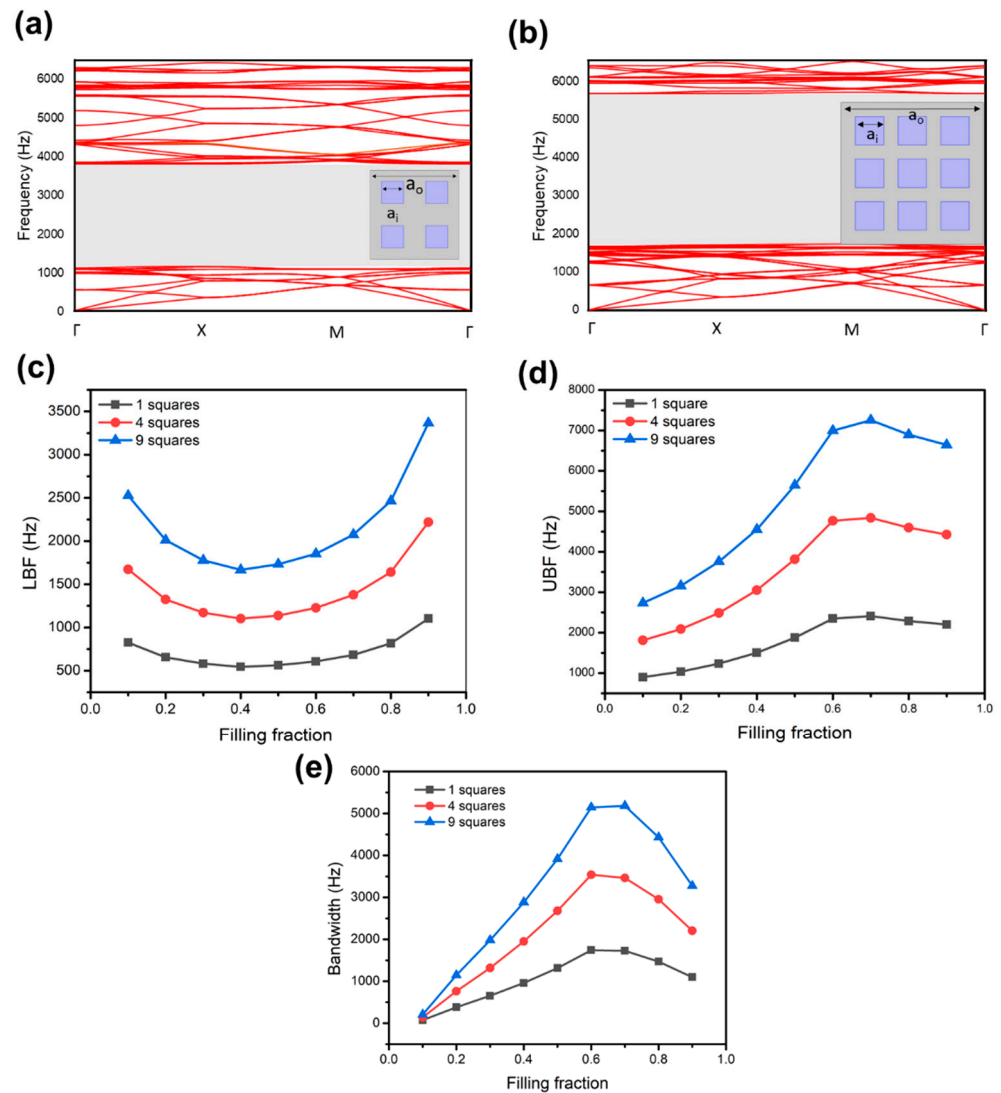 (a)
Frequency (Hz)
6000
5000
4000
3000
2000
1000
0
Γ X M Γ
a₀
aᵢ
(b)
Frequency (Hz)
6000
5000
4000
3000
2000
1000
0
Γ X M Γ
a₀
aᵢ
(c)
LBF (Hz)
3500
3000
2500
2000
1500
1000
500
0.0 0.2 0.4 0.6 0.8 1.0
Filling fraction
1 squares
4 squares
9 squares
(d)
UBF (Hz)
8000
7000
6000
5000
4000
3000
2000
1000
0.0 0.2 0.4 0.6 0.8 1.0
Filling fraction
1 square
4 squares
9 squares
(e)
Bandwidth (Hz)
6000
5000
4000
3000
2000
1000
0
0.0 0.2 0.4 0.6 0.8 1.0
Filling fraction
1 squares
4 squares
9 squares